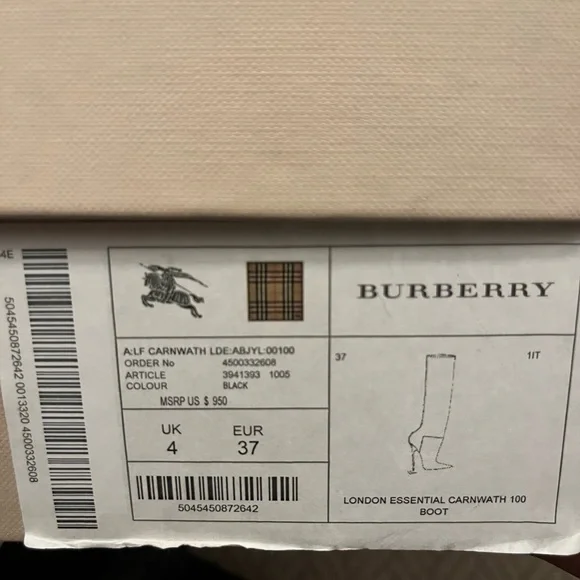 4E
5045450872642 0013320 4500332608
BURBERRY
A:LF CARNWATH LDE:ABJYL:00100
ORDER No 4500332608
ARTICLE 3941393 1005
COLOUR BLACK
MSRP US $ 950
UK EUR
4 37
5045450872642
37 1IT
LONDON ESSENTIAL CARNWATH 100
BOOT